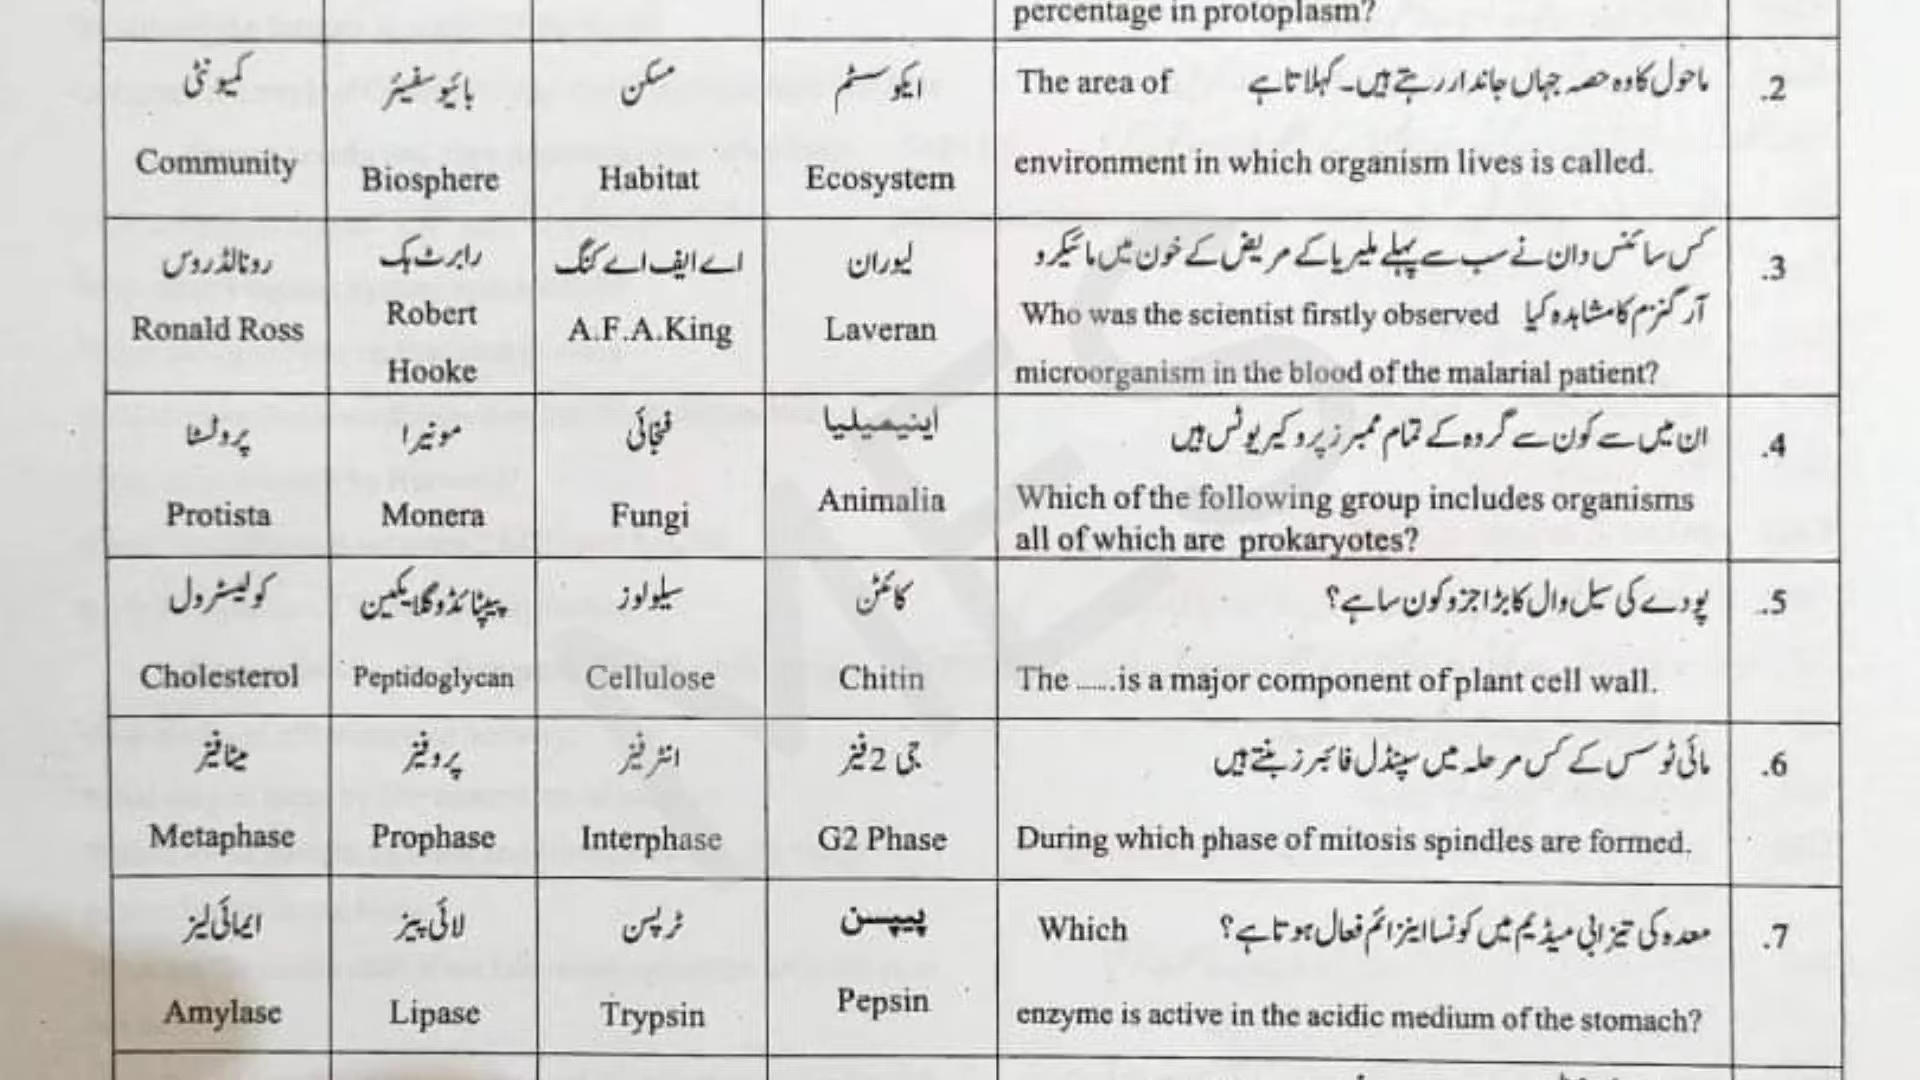 percentage in protoplasm?
.2 ماحول کا وہ حصہ جہاں جاندار رہتے ہیں۔ کہلاتا ہے The area of
environment in which organism lives is called.
ایکو سسٹم
Ecosystem
مسکن
Habitat
بائیو سفیئر
Biosphere
کمیونٹی
Community
.3 کس سائنس دان نے سب سے پہلے ملیریا کے مریض کے خون میں مائیکرو
آرگنزم کا مشاہدہ کیا Who was the scientist firstly observed
microorganism in the blood of the malarial patient?
لیوران
Laveran
اے ایف اے کنگ
A.F.A.King
رابرٹ ہک
Robert
Hooke
رونالڈ روس
Ronald Ross
.4 ان میں سے کون سے گروہ کے تمام ممبرز پروکیریوٹس ہیں
Which of the following group includes organisms
all of which are prokaryotes?
اینیمیلیا
Animalia
فنجائی
Fungi
مونیرا
Monera
پروٹسٹا
Protista
.5 پودے کی سیل وال کا بڑا جزو کون سا ہے؟
The ......is a major component of plant cell wall.
کائٹن
Chitin
سیلولوز
Cellulose
پیپٹائڈوگلائیکین
Peptidoglycan
کولیسٹرول
Cholesterol
.6 مائی ٹوسس کے کس مرحلہ میں سپنڈل فائبرز بنتے ہیں
During which phase of mitosis spindles are formed.
جی 2 فیز
G2 Phase
انٹرفیز
Interphase
پروفیز
Prophase
میٹافیز
Metaphase
.7 معدہ کی تیزابی میڈیم میں کونسا اینزائم فعال ہوتا ہے؟ Which
enzyme is active in the acidic medium of the stomach?
پیپسن
Pepsin
ٹرپسن
Trypsin
لائی پیز
Lipase
ایمائی لیز
Amylase